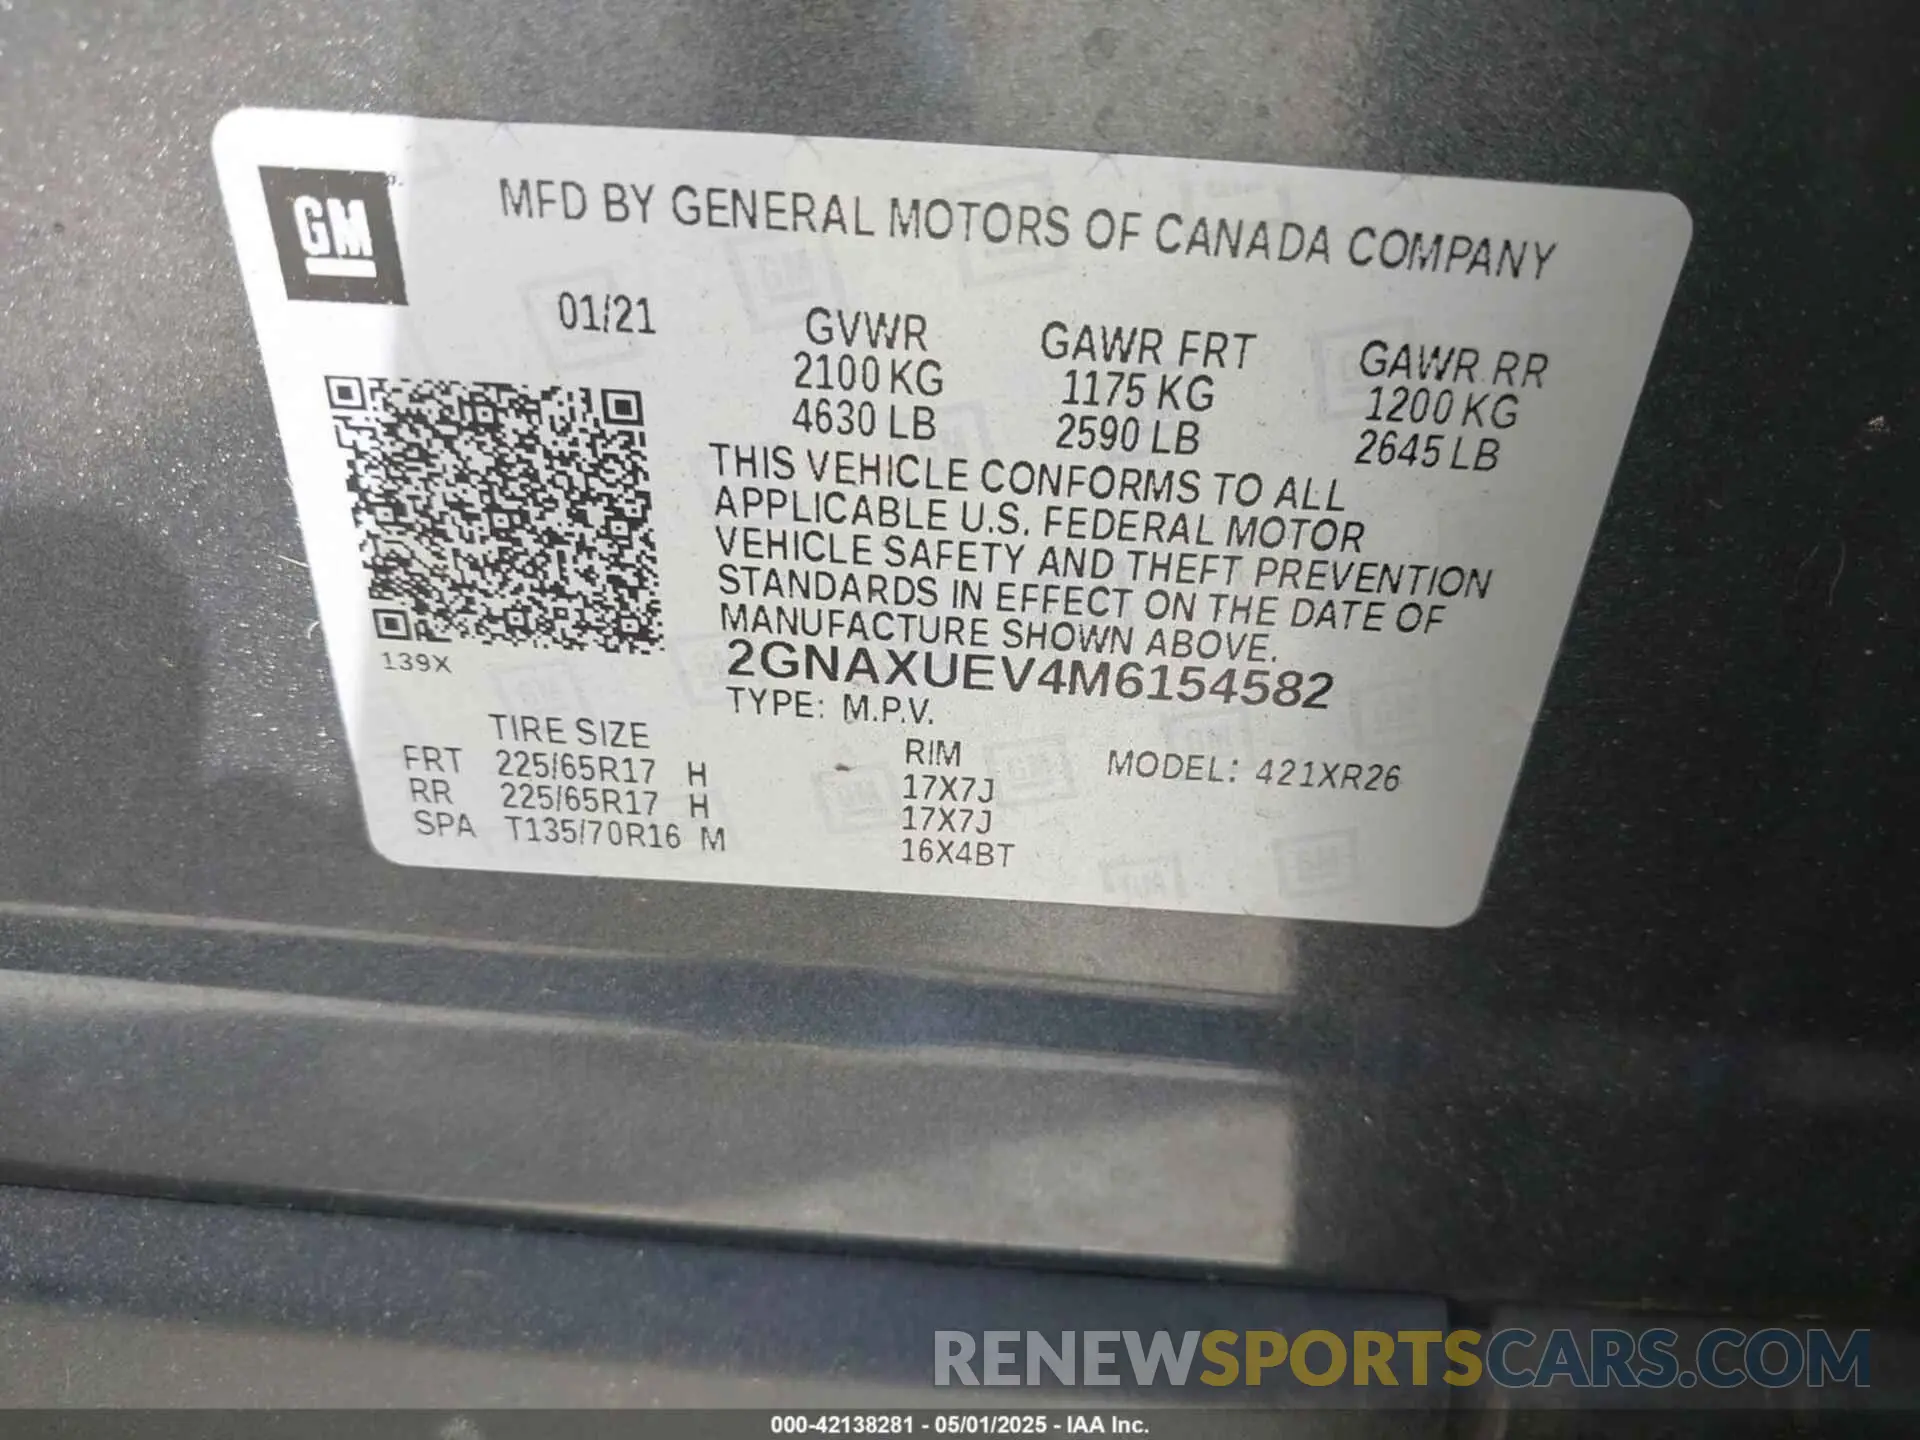 GM
MFD BY GENERAL MOTORS OF CANADA COMPANY
01/21
GVWR
2100 KG
4630 LB
GAWR FRT
1175 KG
2590 LB
GAWR RR
1200 KG
2645 LB
THIS VEHICLE CONFORMS TO ALL
APPLICABLE U.S. FEDERAL MOTOR
VEHICLE SAFETY AND THEFT PREVENTION
STANDARDS IN EFFECT ON THE DATE OF
MANUFACTURE SHOWN ABOVE.
139X
2GNAXUEV4M6154582
TYPE: M.P.V.
TIRE SIZE
RIM
MODEL: 421XR26
FRT 225/65R17 H 17X7J
RR 225/65R17 H 17X7J
SPA T135/70R16 M 16X4BT
RENEWSPORTSCARS.COM
000-42138281 - 05/01/2025 - IAA Inc.